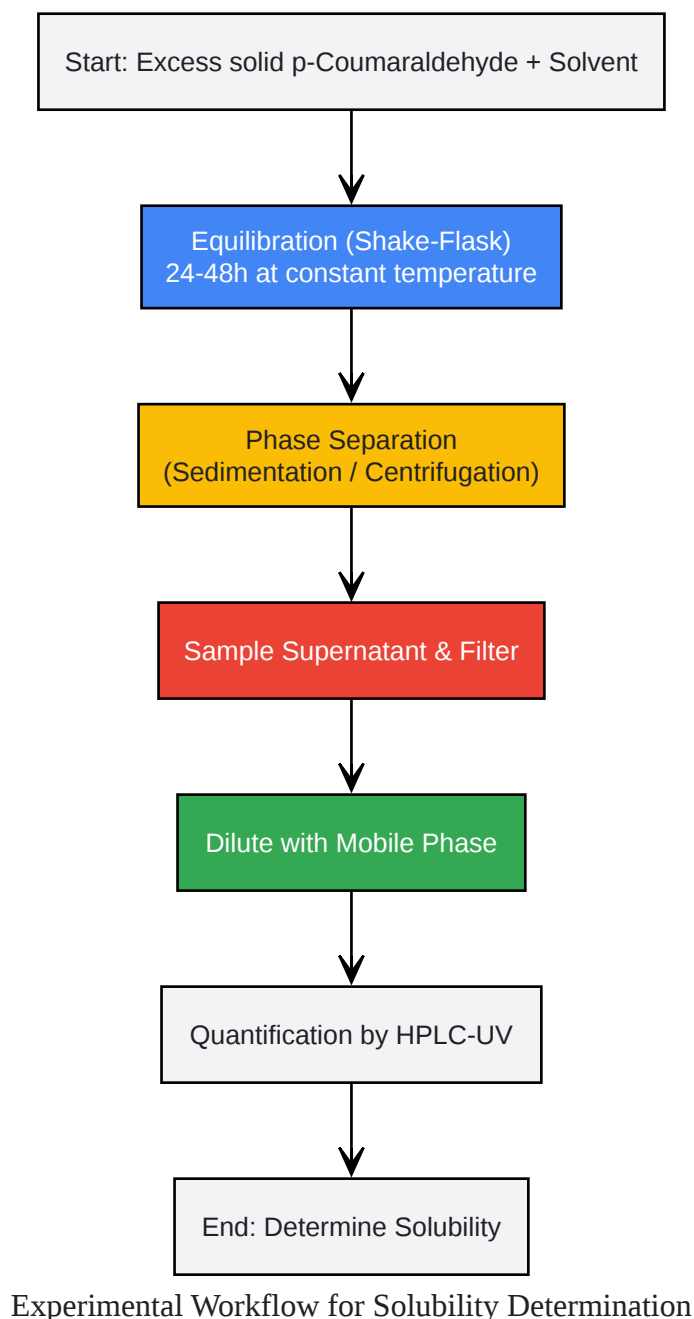 Start: Excess solid p-Coumaraldehyde + Solvent
Equilibration (Shake-Flask)
24-48h at constant temperature
Phase Separation
(Sedimentation / Centrifugation)
Sample Supernatant & Filter
Dilute with Mobile Phase
Quantification by HPLC-UV
End: Determine Solubility
Experimental Workflow for Solubility Determination